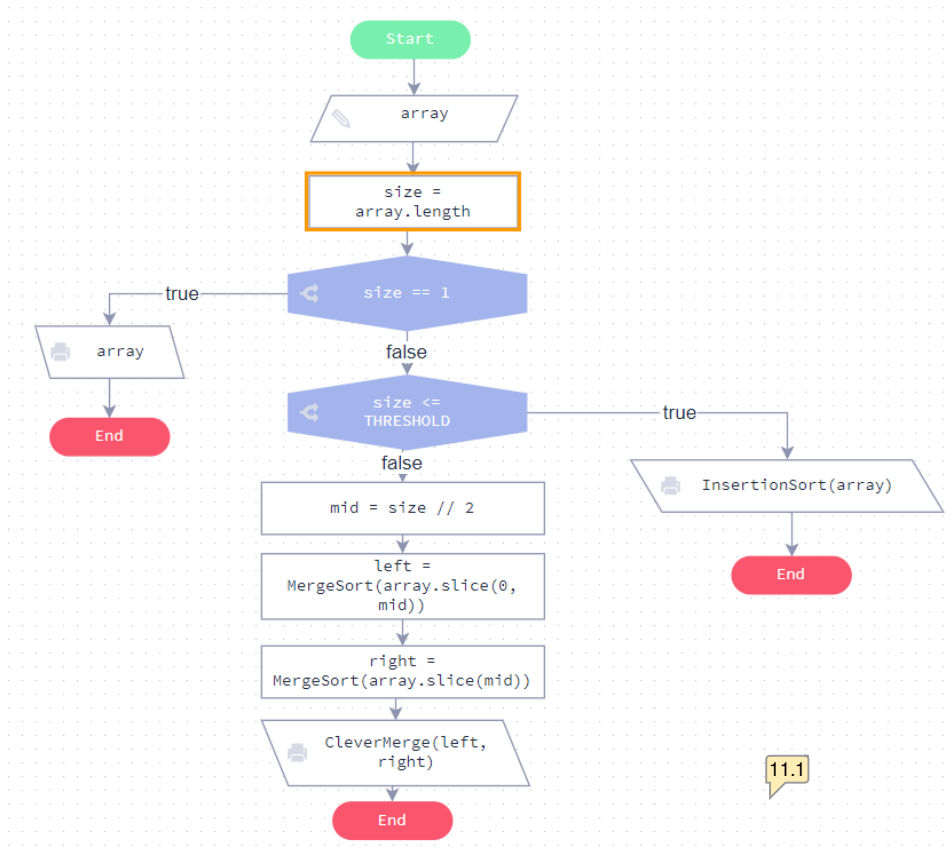 Start
array
size =
array.length
size == 1
true
false
array
End
size <=
THRESHOLD
true
false
InsertionSort(array)
End
mid = size // 2
left =
MergeSort(array.slice(0,
mid))
right =
MergeSort(array.slice(mid))
CleverMerge(left,
right)
End
11.1